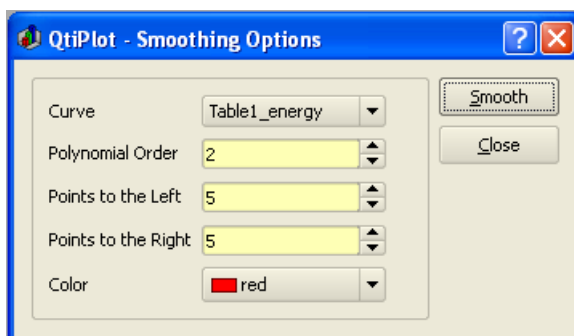 QtiPlot - Smoothing Options
Curve Table1_energy
Smooth
Polynomial Order 2
Close
Points to the Left 5
Points to the Right 5
Color red